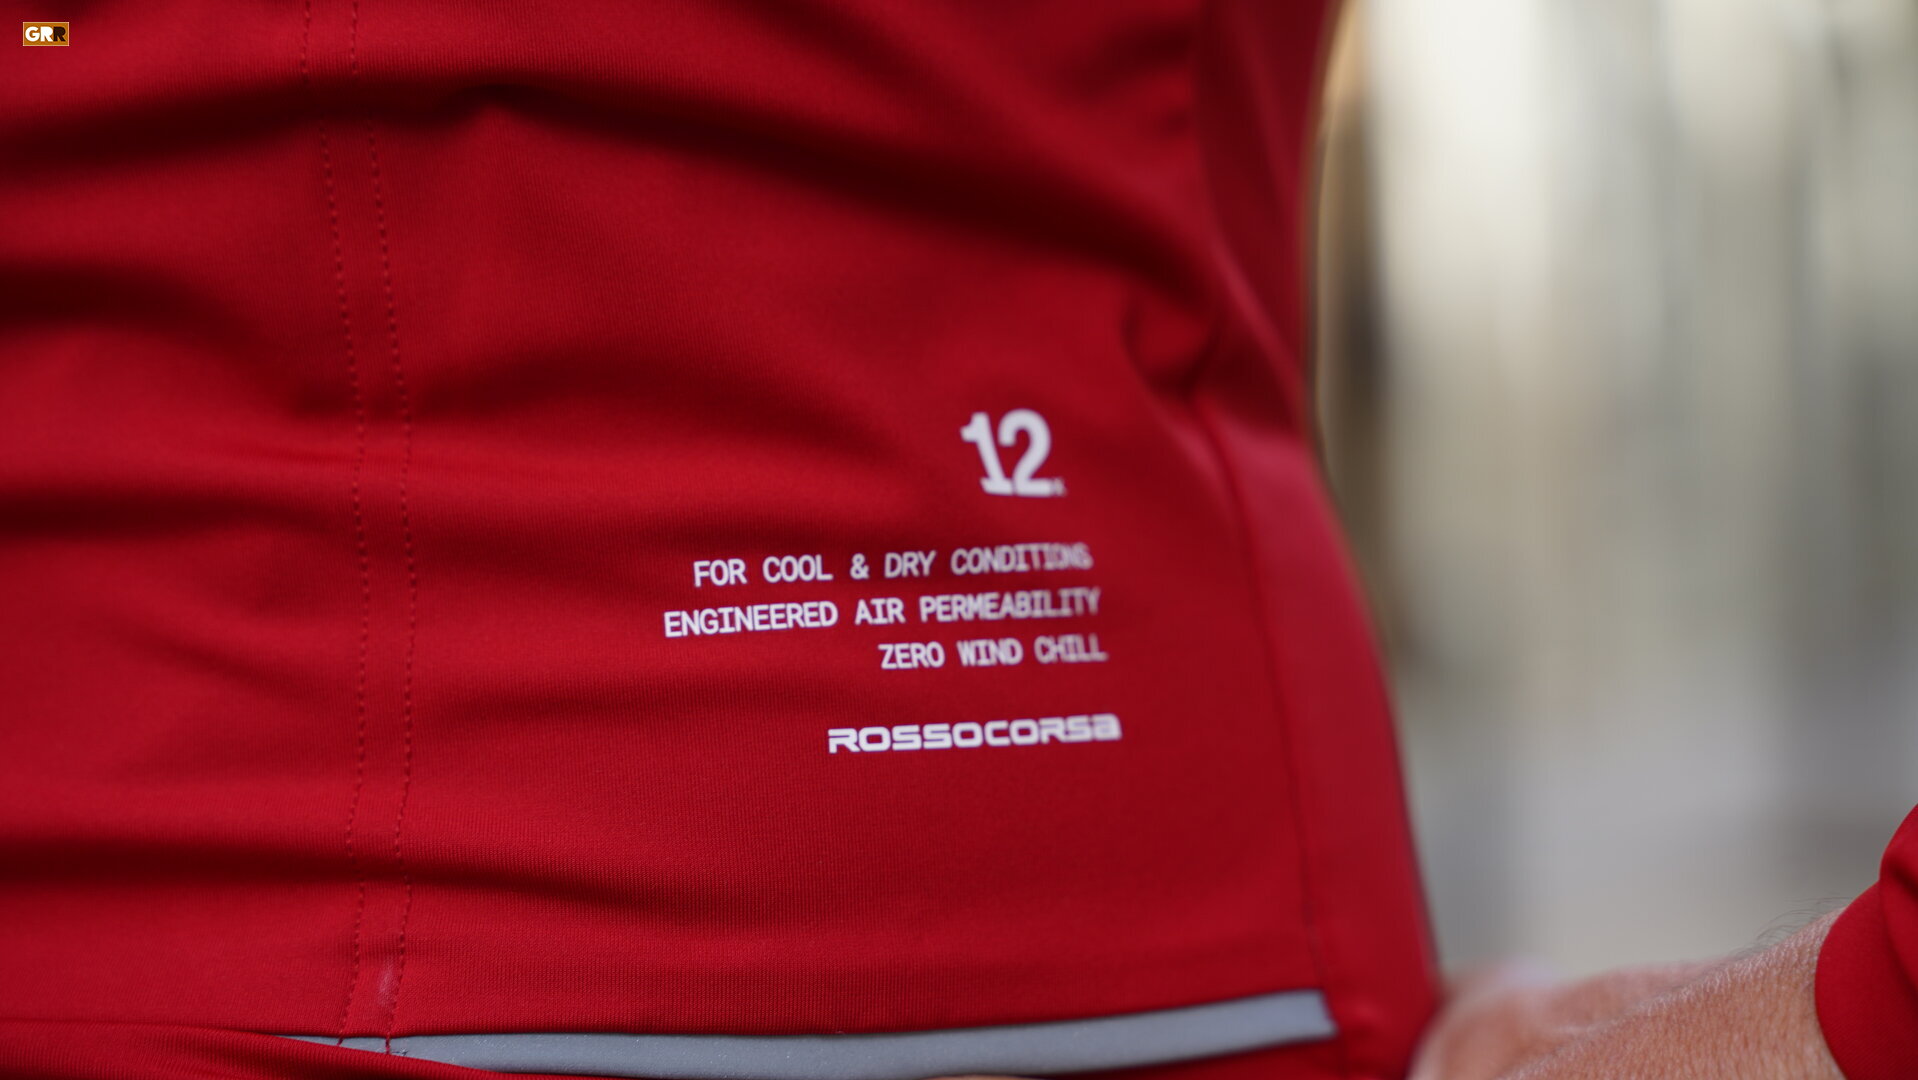 GRR
12
FOR COOL & DRY CONDITIONS
ENGINEERED AIR PERMEABILITY
ZERO WIND CHILL
ROSSOCORSA